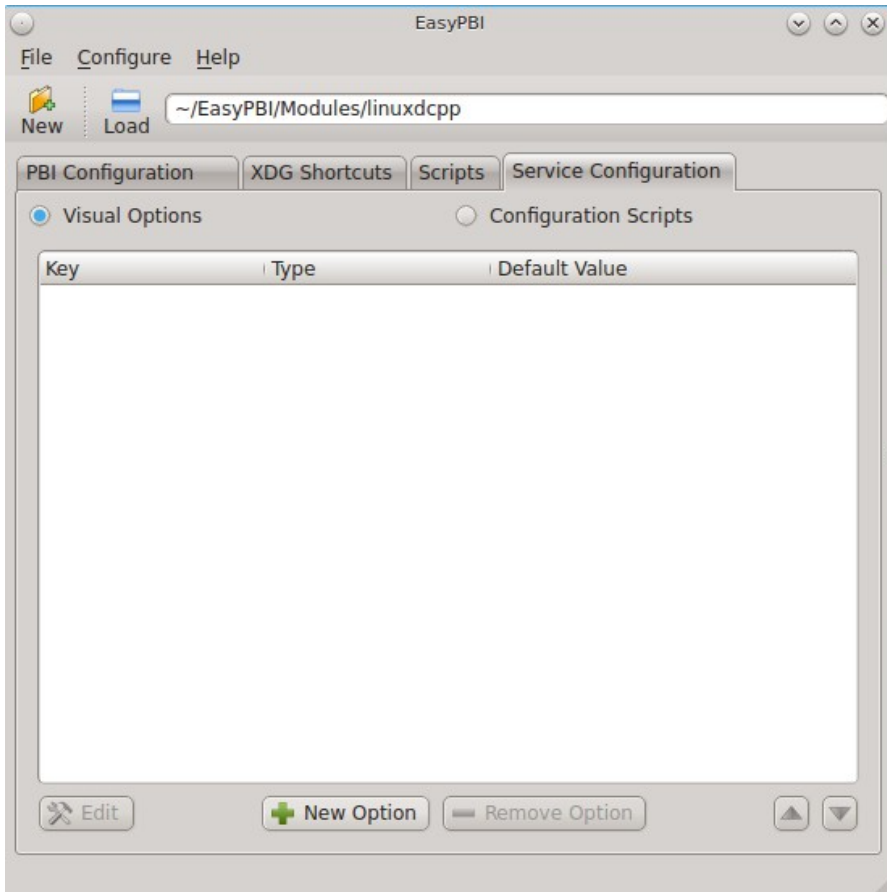 EasyPBI
File Configure Help
New Load ~/EasyPBI/Modules/linuxdcpp
PBI Configuration XDG Shortcuts Scripts Service Configuration
Visual Options Configuration Scripts
Key Type Default Value
Edit New Option Remove Option